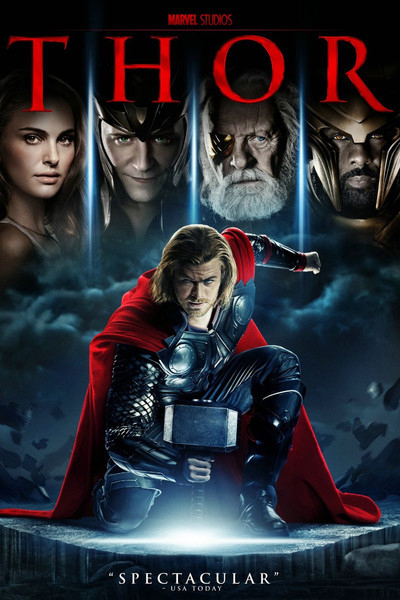 MARVEL STUDIOS
THOR
"SPECTACULAR"
- USA TODAY